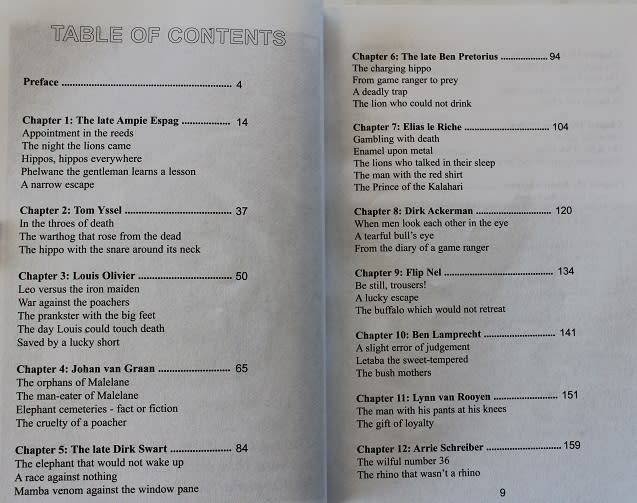 TABLE OF CONTENTS
Preface ................................................................ 4
Chapter 1: The late Ampie Espag .................. 14
Appointment in the reeds
The night the lions came
Hippos, hippos everywhere
Phelwane the gentleman learns a lesson
A narrow escape
Chapter 2: Tom Yssel ........................................ 37
In the throes of death
The warthog that rose from the dead
The hippo with the snare around its neck
Chapter 3: Louis Olivier ................................... 50
Leo versus the iron maiden
War against the poachers
The prankster with the big feet
The day Louis could touch death
Saved by a lucky short
Chapter 4: Johan van Graan ........................... 65
The orphans of Malelane
The man-eater of Malelane
Elephant cemeteries - fact or fiction
The cruelty of a poacher
Chapter 5: The late Dirk Swart ....................... 84
The elephant that would not wake up
A race against nothing
Mamba venom against the window pane
Chapter 6: The late Ben Pretorius ................. 94
The charging hippo
From game ranger to prey
A deadly trap
The lion who could not drink
Chapter 7: Elias le Riche ................................ 104
Gambling with death
Enamel upon metal
The lions who talked in their sleep
The man with the red shirt
The Prince of the Kalahari
Chapter 8: Dirk Ackerman ............................ 120
When men look each other in the eye
A tearful bull's eye
From the diary of a game ranger
Chapter 9: Flip Nel ........................................ 134
Be still, trousers!
A lucky escape
The buffalo which would not retreat
Chapter 10: Ben Lamprecht ........................... 141
A slight error of judgement
Letaba the sweet-tempered
The bush mothers
Chapter 11: Lynn van Rooyen ........................ 151
The man with his pants at his knees
The gift of loyalty
Chapter 12: Arrie Schreiber ............................ 159
The wilful number 36
The rhino that wasn't a rhino
9